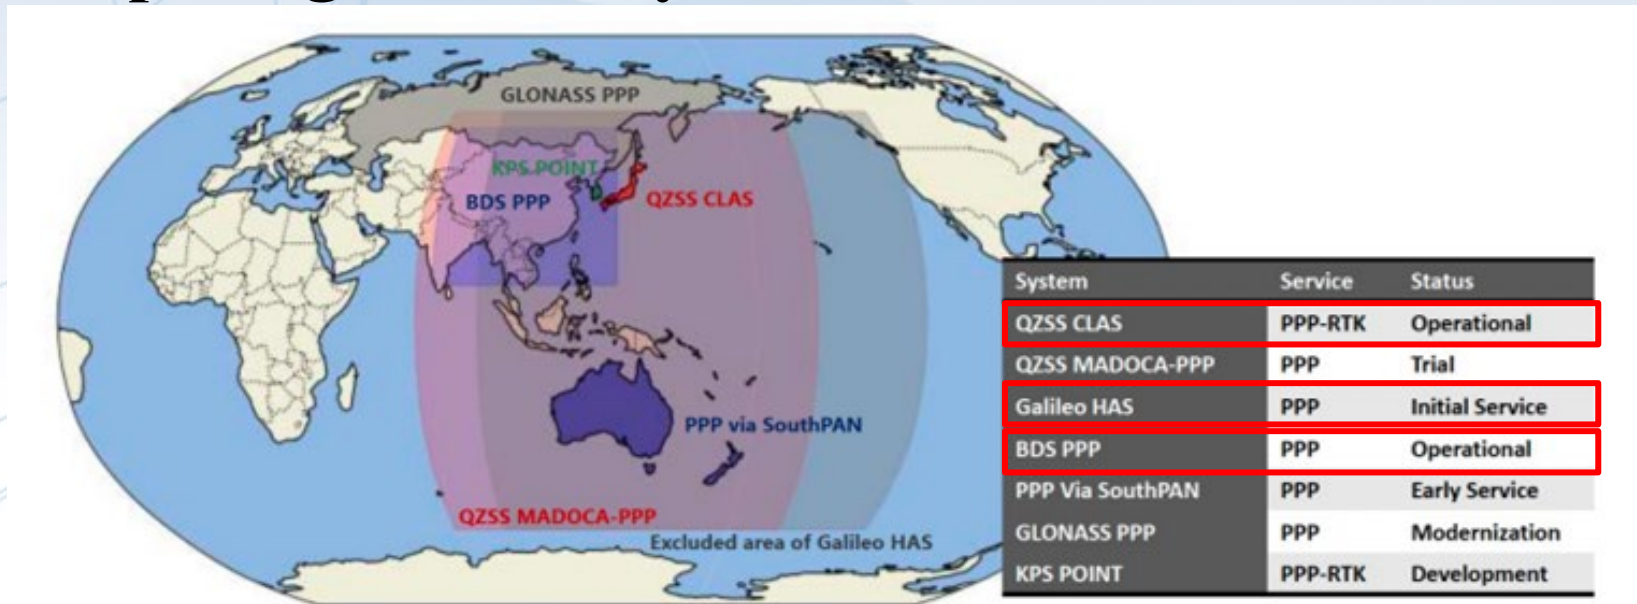 GLONASS PPP
KPS POINT
BDS PPP
QZSS CLAS
PPP via SouthPAN
QZSS MADOCA-PPP
Excluded area of Galileo HAS
System Service Status
QZSS CLAS PPP-RTK Operational
QZSS MADOCA-PPP PPP Trial
Galileo HAS PPP Initial Service
BDS PPP PPP Operational
PPP Via SouthPAN PPP Early Service
GLONASS PPP PPP Modernization
KPS POINT PPP-RTK Development